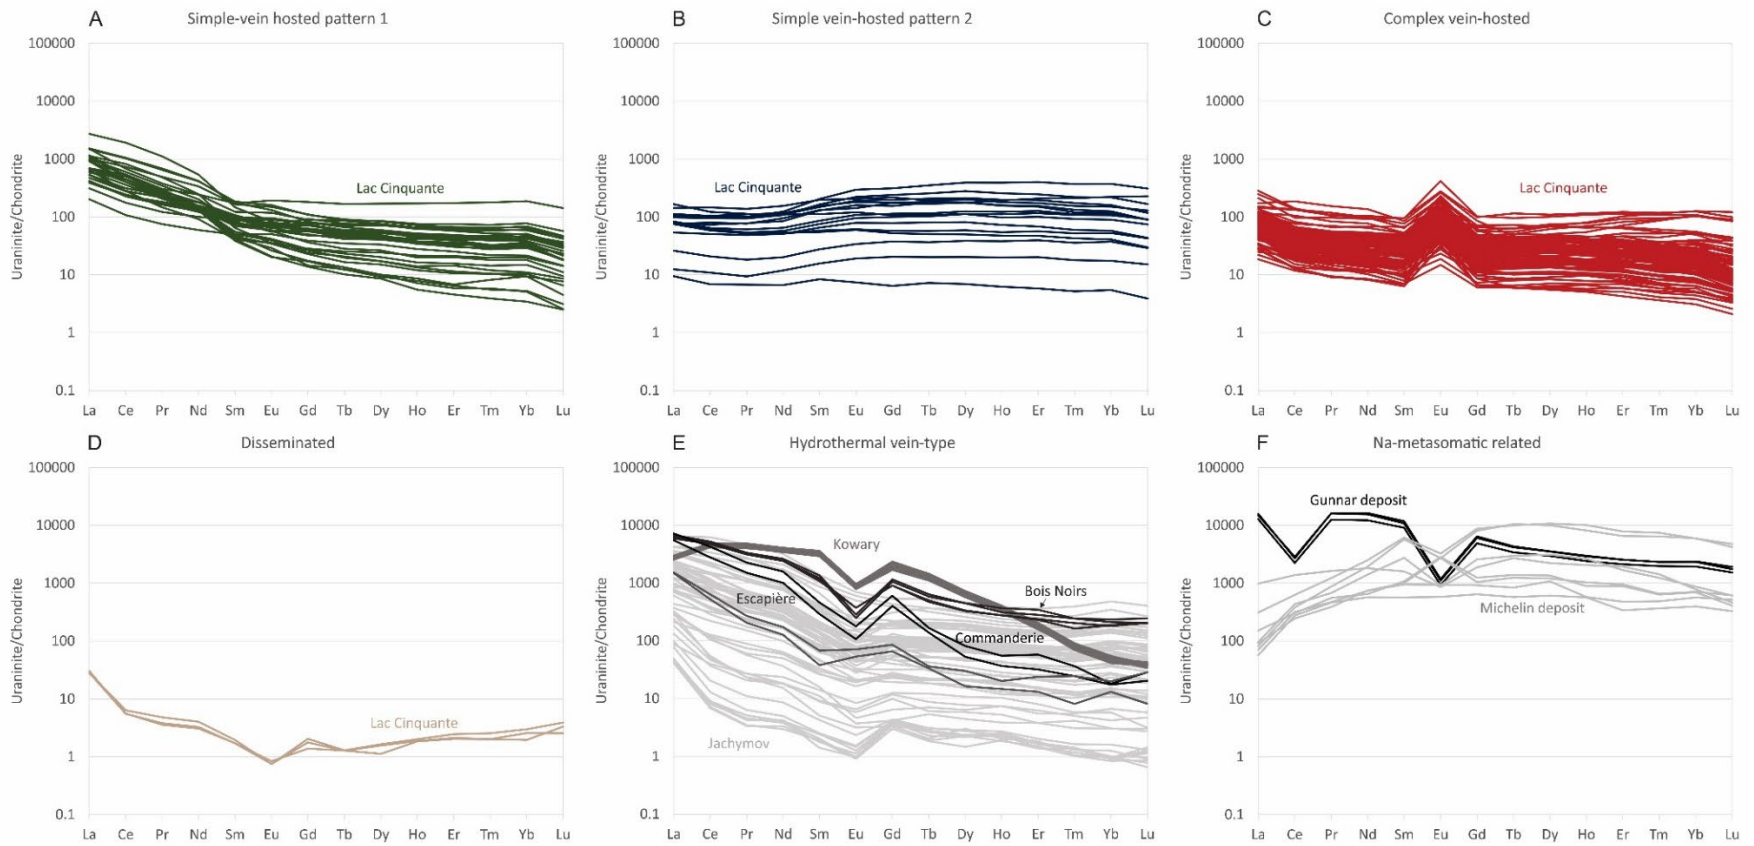 A Simple-vein hosted pattern 1
Uraninite/Chondrite
100000
10000
1000
100
10
1
0.1
Lac Cinquante
La Ce Pr Nd Sm Eu Gd Tb Dy Ho Er Tm Yb Lu
B Simple vein-hosted pattern 2
Uraninite/Chondrite
100000
10000
1000
100
10
1
0.1
Lac Cinquante
La Ce Pr Nd Sm Eu Gd Tb Dy Ho Er Tm Yb Lu
C Complex vein-hosted
Uraninite/Chondrite
100000
10000
1000
100
10
1
0.1
Lac Cinquante
La Ce Pr Nd Sm Eu Gd Tb Dy Ho Er Tm Yb Lu
D Disseminated
Uraninite/Chondrite
100000
10000
1000
100
10
1
0.1
Lac Cinquante
La Ce Pr Nd Sm Eu Gd Tb Dy Ho Er Tm Yb Lu
E Hydrothermal vein-type
Uraninite/Chondrite
100000
10000
1000
100
10
1
0.1
Kowary
Bois Noirs
Escapière
Commanderie
Jachymov
La Ce Pr Nd Sm Eu Gd Tb Dy Ho Er Tm Yb Lu
F Na-metasomatic related
Uraninite/Chondrite
100000
10000
1000
100
10
1
0.1
Gunnar deposit
Michelin deposit
La Ce Pr Nd Sm Eu Gd Tb Dy Ho Er Tm Yb Lu